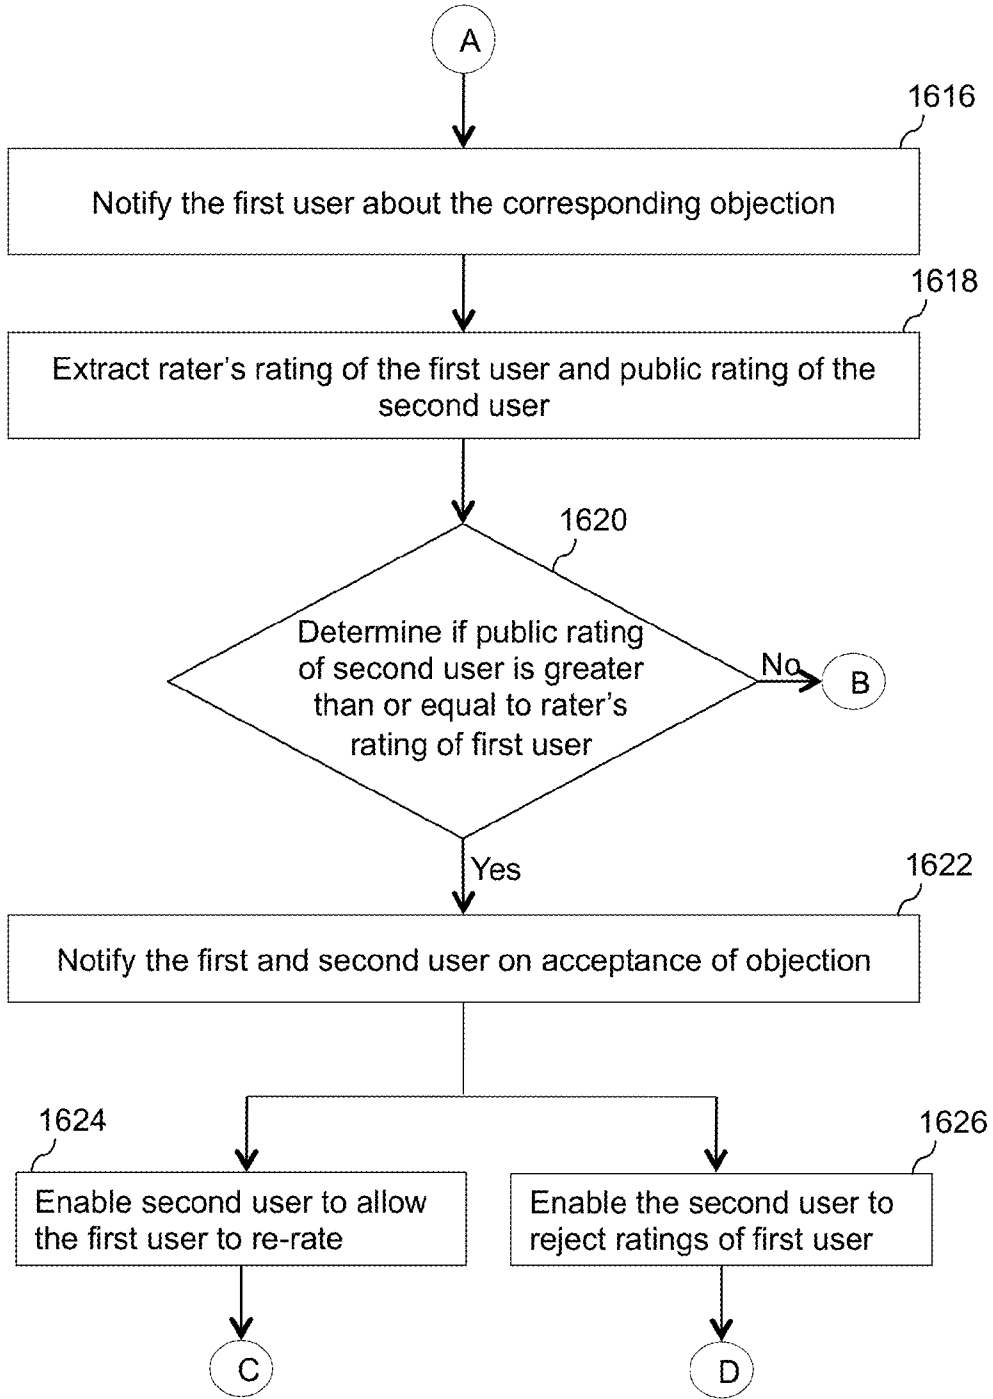 A
1616
Notify the first user about the corresponding objection
1618
Extract rater's rating of the first user and public rating of the
second user
1620
Determine if public rating
of second user is greater
than or equal to rater's
rating of first user
No
B
Yes
1622
Notify the first and second user on acceptance of objection
1624
Enable second user to allow
the first user to re-rate
1626
Enable the second user to
reject ratings of first user
C
D